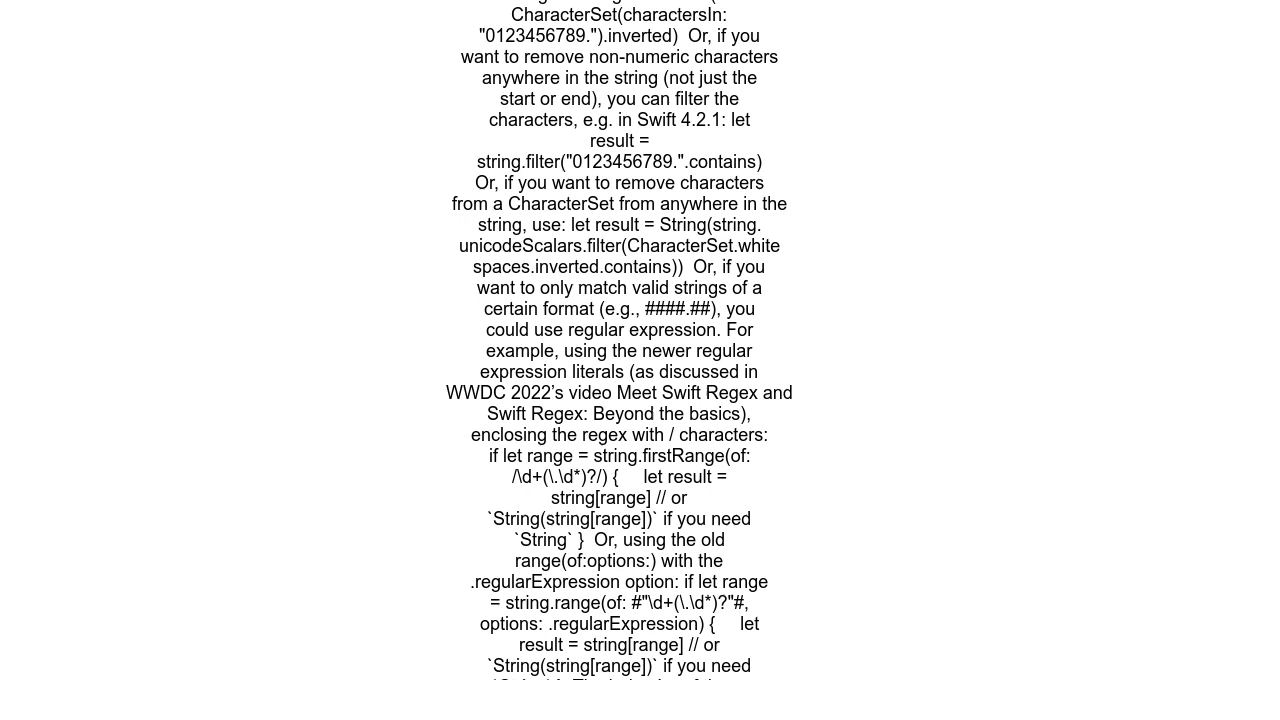 CharacterSet(charactersIn:
"0123456789.").inverted)  Or, if you
want to remove non-numeric characters
anywhere in the string (not just the
start or end), you can filter the
characters, e.g. in Swift 4.2.1: let
result =
string.filter("0123456789.".contains)
Or, if you want to remove characters
from a CharacterSet from anywhere in the
string, use: let result = String(string.
unicodeScalars.filter(CharacterSet.white
spaces.inverted.contains))  Or, if you
want to only match valid strings of a
certain format (e.g., ####.##), you
could use regular expression. For
example, using the newer regular
expression literals (as discussed in
WWDC 2022’s video Meet Swift Regex and
Swift Regex: Beyond the basics),
enclosing the regex with / characters:
if let range = string.firstRange(of:
/\d+(\.\d*)?/) {     let result =
string[range] // or
`String(string[range])` if you need
`String` }  Or, using the old
range(of:options:) with the
.regularExpression option: if let range
= string.range(of: #"\d+(\.\d*)?"#,
options: .regularExpression) {     let
result = string[range] // or
`String(string[range])` if you need